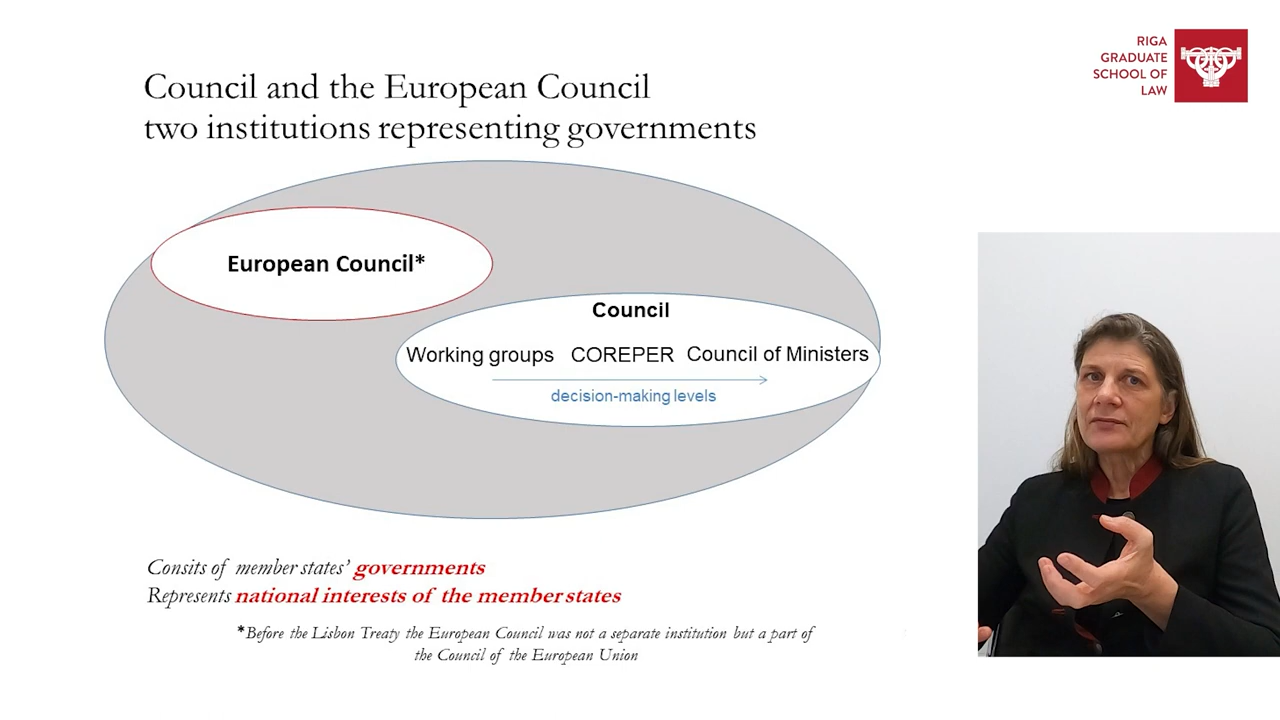 RIGA
GRADUATE
SCHOOL OF
LAW
Council and the European Council
two institutions representing governments
European Council*
Council
Working groups COREPER Council of Ministers
decision-making levels
Consits of member states' governments
Represents national interests of the member states
*Before the Lisbon Treaty the European Council was not a separate institution but a part of
the Council of the European Union